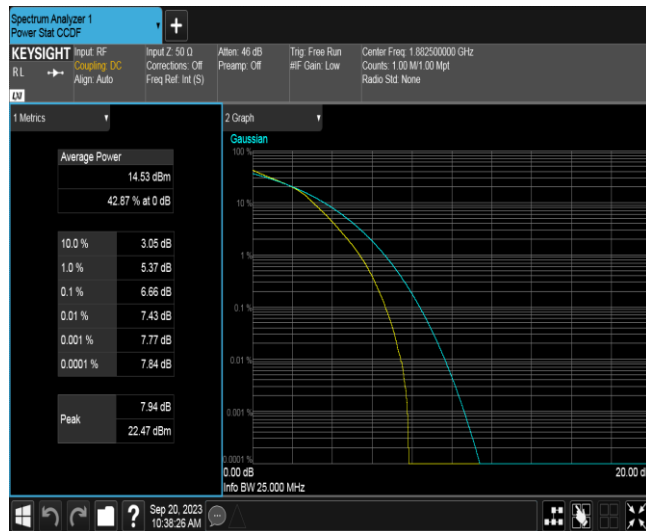 Spectrum Analyzer 1
Power Stat CCDF
+
KEYSIGHT
RL
LXI
Input: RF
Coupling: DC
Align: Auto
Input Z: 50 Ω
Corrections: Off
Freq Ref: Int (S)
Atten: 46 dB
Preamp: Off
Trig: Free Run
#IF Gain: Low
Center Freq: 1.882500000 GHz
Counts: 1.00 M/1.00 Mpt
Radio Std: None
1 Metrics
Average Power
14.53 dBm
42.87 % at 0 dB
10.0 % 3.05 dB
1.0 % 5.37 dB
0.1 % 6.66 dB
0.01 % 7.43 dB
0.001 % 7.77 dB
0.0001 % 7.84 dB
Peak
7.94 dB
22.47 dBm
2 Graph
Gaussian
100 %
10 %
1 %
0.1 %
0.01 %
0.001 %
0.0001 %
0.00 dB
20.00 d
Info BW 25.000 MHz
?
Sep 20, 2023
10:38:26 AM